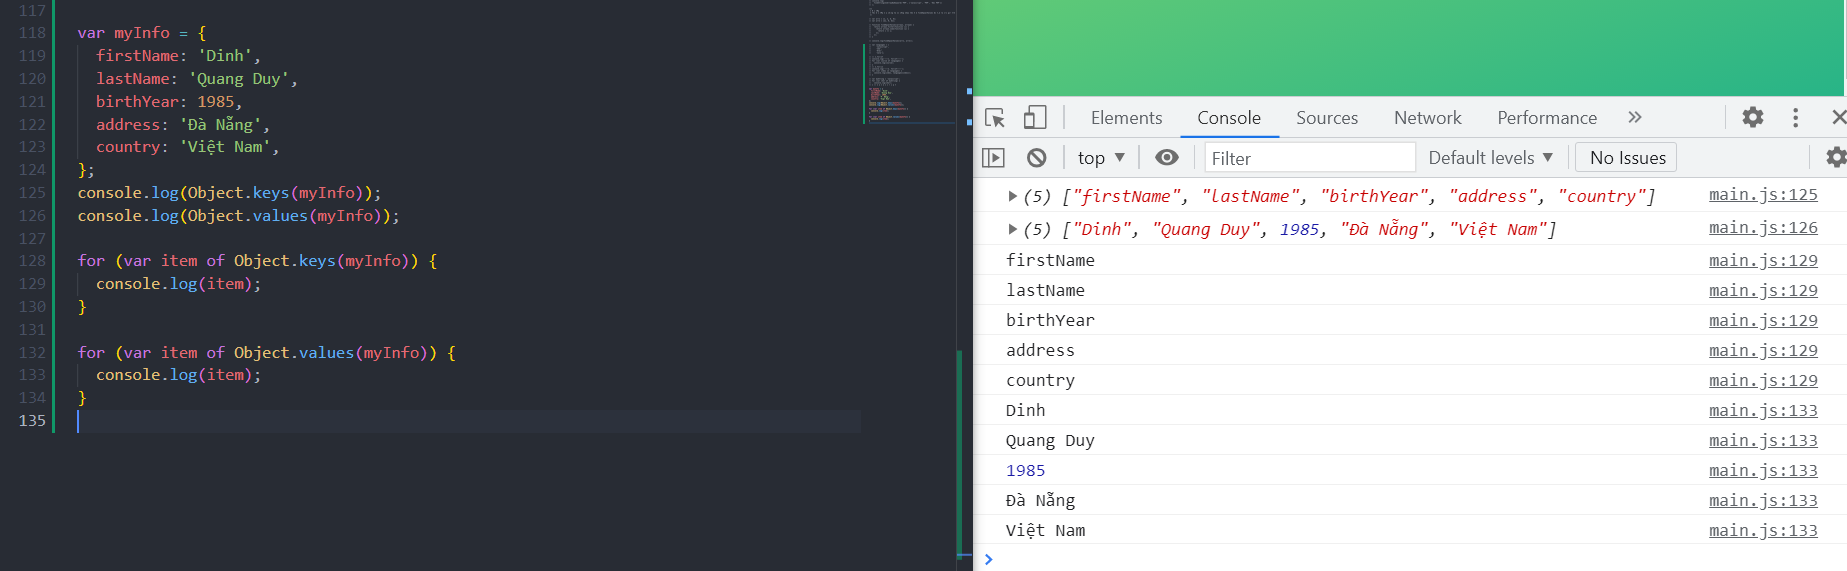 117
118 var myInfo = {
119 firstName: 'Dinh',
120 lastName: 'Quang Duy',
121 birthYear: 1985,
122 address: 'Đà Nẵng',
123 country: 'Việt Nam',
124 };
125 console.log(Object.keys(myInfo));
126 console.log(Object.values(myInfo));
127
128 for (var item of Object.keys(myInfo)) {
129 console.log(item);
130 }
131
132 for (var item of Object.values(myInfo)) {
133 console.log(item);
134 }
135
Elements Console Sources Network Performance »
top ▼ Filter Default levels ▼ No Issues
▶ (5) ["firstName", "lastName", "birthYear", "address", "country"] main.js:125
▶ (5) ["Dinh", "Quang Duy", 1985, "Đà Nẵng", "Việt Nam"] main.js:126
firstName main.js:129
lastName main.js:129
birthYear main.js:129
address main.js:129
country main.js:129
Dinh main.js:133
Quang Duy main.js:133
1985 main.js:133
Đà Nẵng main.js:133
Việt Nam main.js:133
>